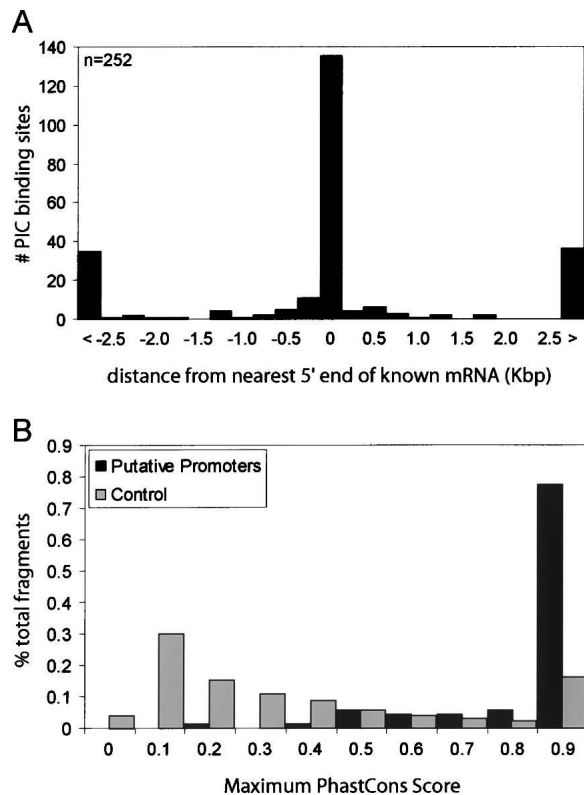 A
n=252
140
120
100
80
60
40
20
0
# PIC binding sites
< -2.5 -2.0 -1.5 -1.0 -0.5 0 0.5 1.0 1.5 2.0 2.5 >
distance from nearest 5' end of known mRNA (Kbp)
B
Putative Promoters
Control
0.9
0.8
0.7
0.6
0.5
0.4
0.3
0.2
0.1
0
% total fragments
0 0.1 0.2 0.3 0.4 0.5 0.6 0.7 0.8 0.9
Maximum PhastCons Score